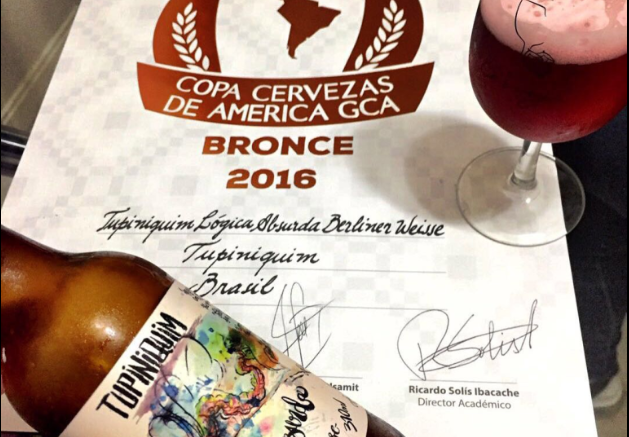 COPA CERVEZAS
DE AMERICA GCA
BRONCE
2016
Tupiniquim Lógica Absurda Berliner Weisse
Tupiniquim
Brasil
Ricardo Solís Ibacache
Director Académico
TUPINIQUIM